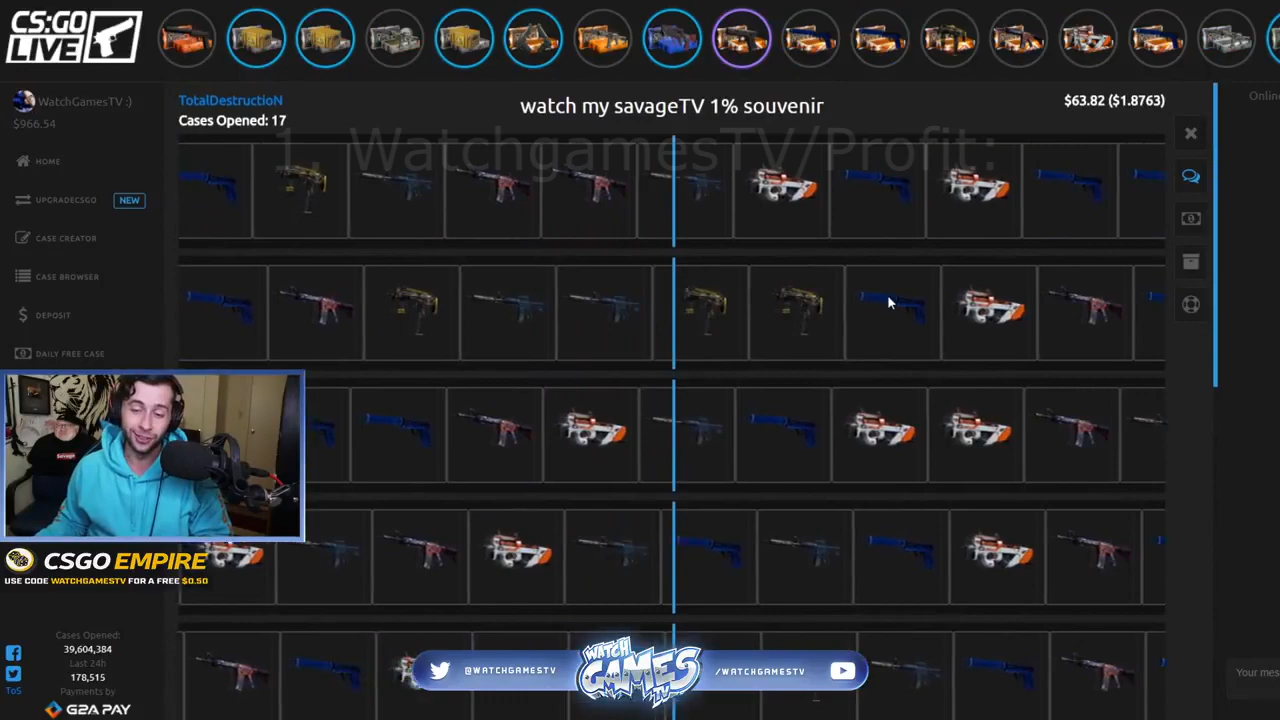 CS:GO
LIVE
WatchGamesTV :)
$966.54
HOME
UPGRADECSGO
NEW
CASE CREATOR
CASE BROWSER
DEPOSIT
DAILY FREE CASE
TotalDestructioN
Cases Opened: 17
watch my savageTV 1% souvenir
$63.82 ($1.8763)
1. WatchgamesTV/Profit:
Savage
CSGO EMPIRE
USE CODE WATCHGAMESTV FOR A FREE $0.50
Cases Opened:
39,604,384
Last 24h
178,515
Payments by
G2A PAY
ToS
@WATCHGAMESTV
WATCH
GAMES
TV
/WATCHGAMESTV
Online
Your mes